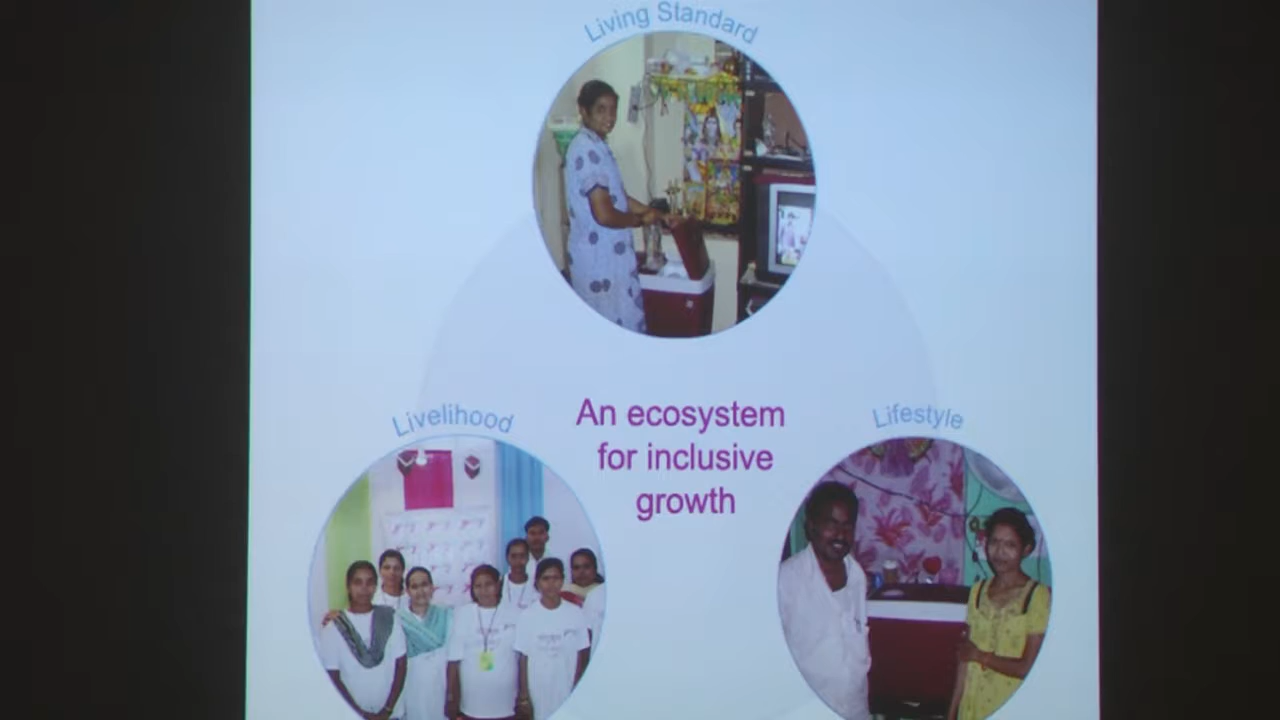 Living Standard
Livelihood
An ecosystem
for inclusive
growth
Lifestyle